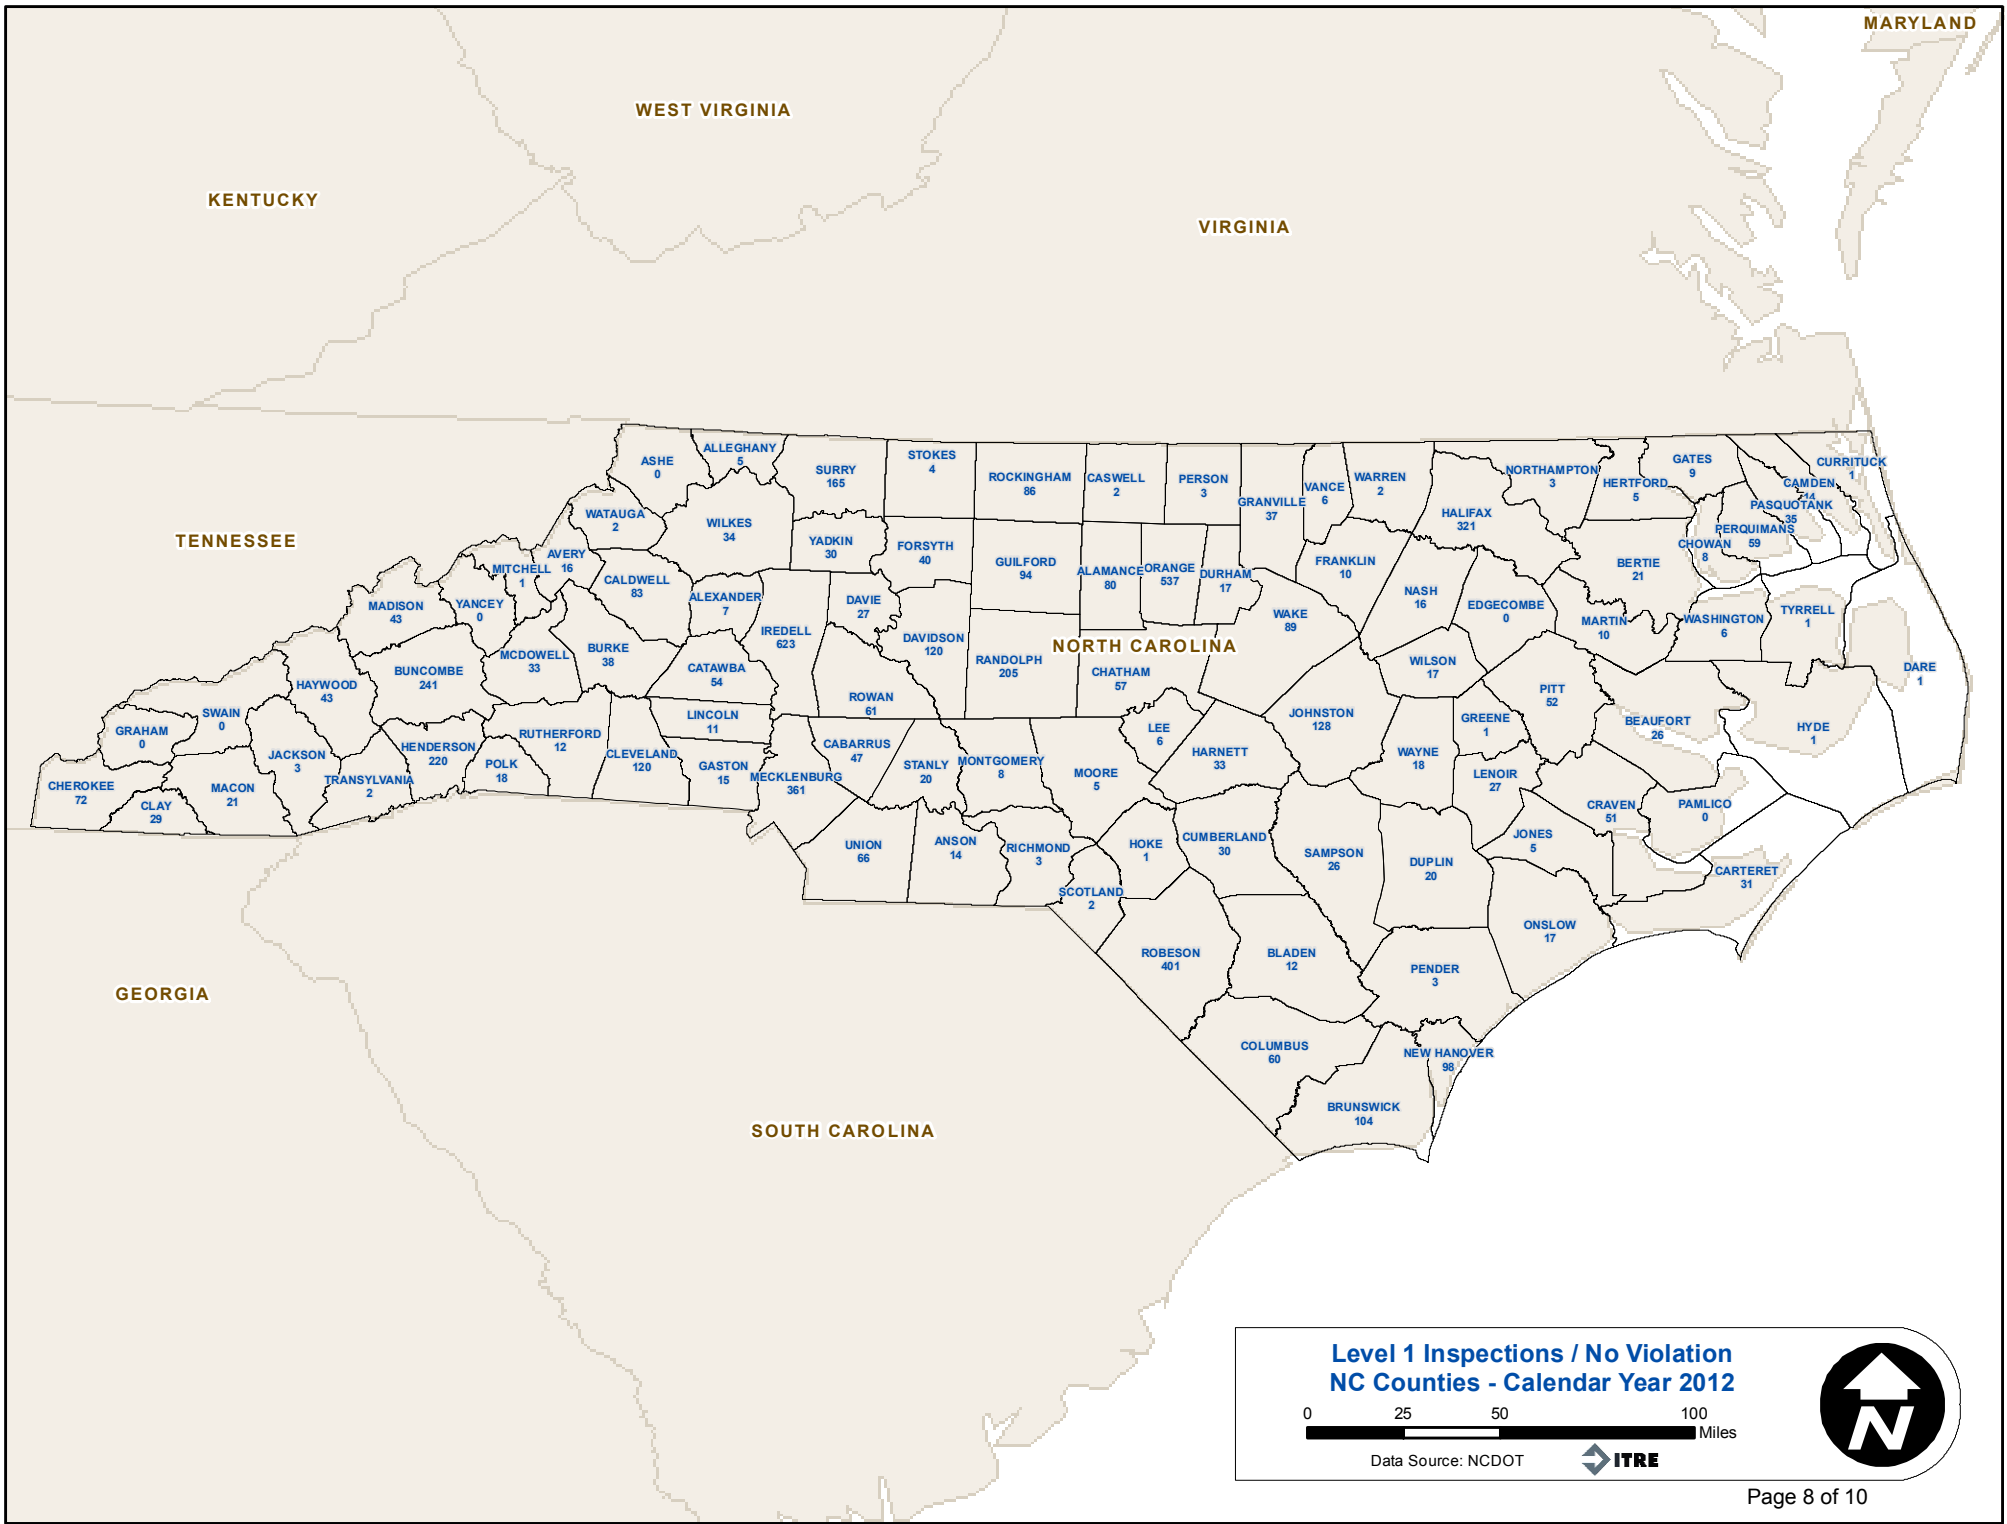 MARYLAND
WEST VIRGINIA
KENTUCKY
VIRGINIA
TENNESSEE
NORTH CAROLINA
GEORGIA
SOUTH CAROLINA
ASHE
0
ALLEGHANY
5
SURRY
165
STOKES
4
ROCKINGHAM
86
CASWELL
2
PERSON
3
GRANVILLE
37
VANCE
6
WARREN
2
HALIFAX
321
NORTHAMPTON
3
HERTFORD
5
GATES
9
CURRITUCK
1
CAMDEN
14
PASQUOTANK
35
PERQUIMANS
59
CHOWAN
8
WATAUGA
2
WILKES
34
YADKIN
30
FORSYTH
40
GUILFORD
94
ALAMANCE
80
ORANGE
537
DURHAM
17
FRANKLIN
10
NASH
16
EDGECOMBE
0
BERTIE
21
MARTIN
10
WASHINGTON
6
TYRRELL
1
DARE
1
AVERY
16
MITCHELL
1
CALDWELL
83
ALEXANDER
7
IREDELL
623
DAVIE
27
DAVIDSON
120
RANDOLPH
205
CHATHAM
57
WAKE
89
WILSON
17
PITT
52
BEAUFORT
26
HYDE
1
MADISON
43
YANCEY
0
MCDOWELL
33
BURKE
38
CATAWBA
54
ROWAN
61
BUNCOMBE
241
HAYWOOD
43
SWAIN
0
GRAHAM
0
JACKSON
3
CHEROKEE
72
CLAY
29
MACON
21
TRANSYLVANIA
2
HENDERSON
220
POLK
18
RUTHERFORD
12
CLEVELAND
120
LINCOLN
11
GASTON
15
MECKLENBURG
361
CABARRUS
47
STANLY
20
MONTGOMERY
8
MOORE
5
LEE
6
HARNETT
33
JOHNSTON
128
WAYNE
18
GREENE
1
LENOIR
27
CRAVEN
51
PAMLICO
0
JONES
5
CARTERET
31
UNION
66
ANSON
14
RICHMOND
3
SCOTLAND
2
HOKE
1
CUMBERLAND
30
SAMPSON
26
DUPLIN
20
ONSLOW
17
ROBESON
401
BLADEN
12
PENDER
3
COLUMBUS
60
NEW HANOVER
98
BRUNSWICK
104
Level 1 Inspections / No Violation
NC Counties - Calendar Year 2012
0 25 50 100
Miles
Data Source: NCDOT
ITRE
N
Page 8 of 10